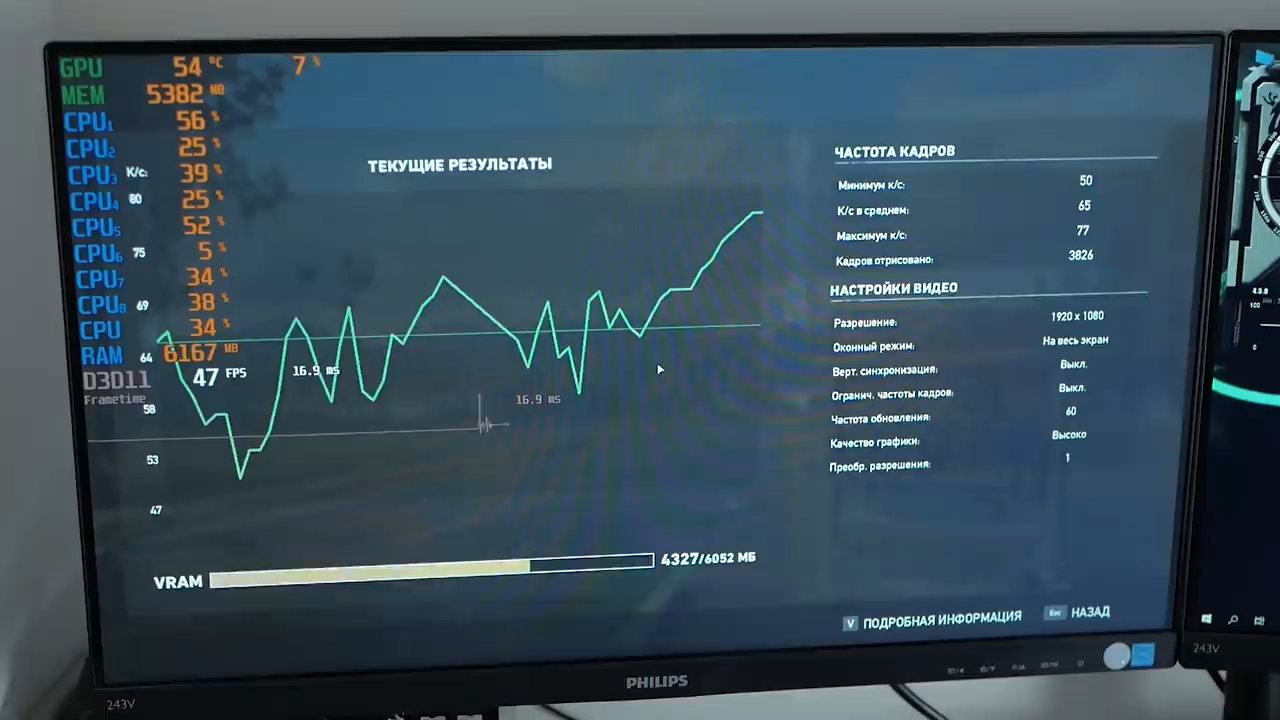 GPU 54 °C 7 %
MEM 5382 MB
CPU1 56 %
CPU2 25 %
CPU3 39 %
CPU4 25 %
CPU5 52 %
CPU6 5 %
CPU7 34 %
CPU8 38 %
CPU 34 %
RAM 6167 MB
D3D11 47 FPS 16.9 ms
Frametime
16.9 ms
ТЕКУЩИЕ РЕЗУЛЬТАТЫ
К/с:
80
75
69
64
58
53
47
VRAM 4327/6052 МБ
ЧАСТОТА КАДРОВ
Минимум к/с: 50
К/с в среднем: 65
Максимум к/с: 77
Кадров отрисовано: 3826
НАСТРОЙКИ ВИДЕО
Разрешение: 1920 x 1080
Оконный режим: На весь экран
Верт. синхронизация: Выкл.
Огранич. частоты кадров: Выкл.
Частота обновления: 60
Качество графики: Высоко
Преобр. разрешения: 1
V ПОДРОБНАЯ ИНФОРМАЦИЯ Esc НАЗАД
PHILIPS
243V
243V